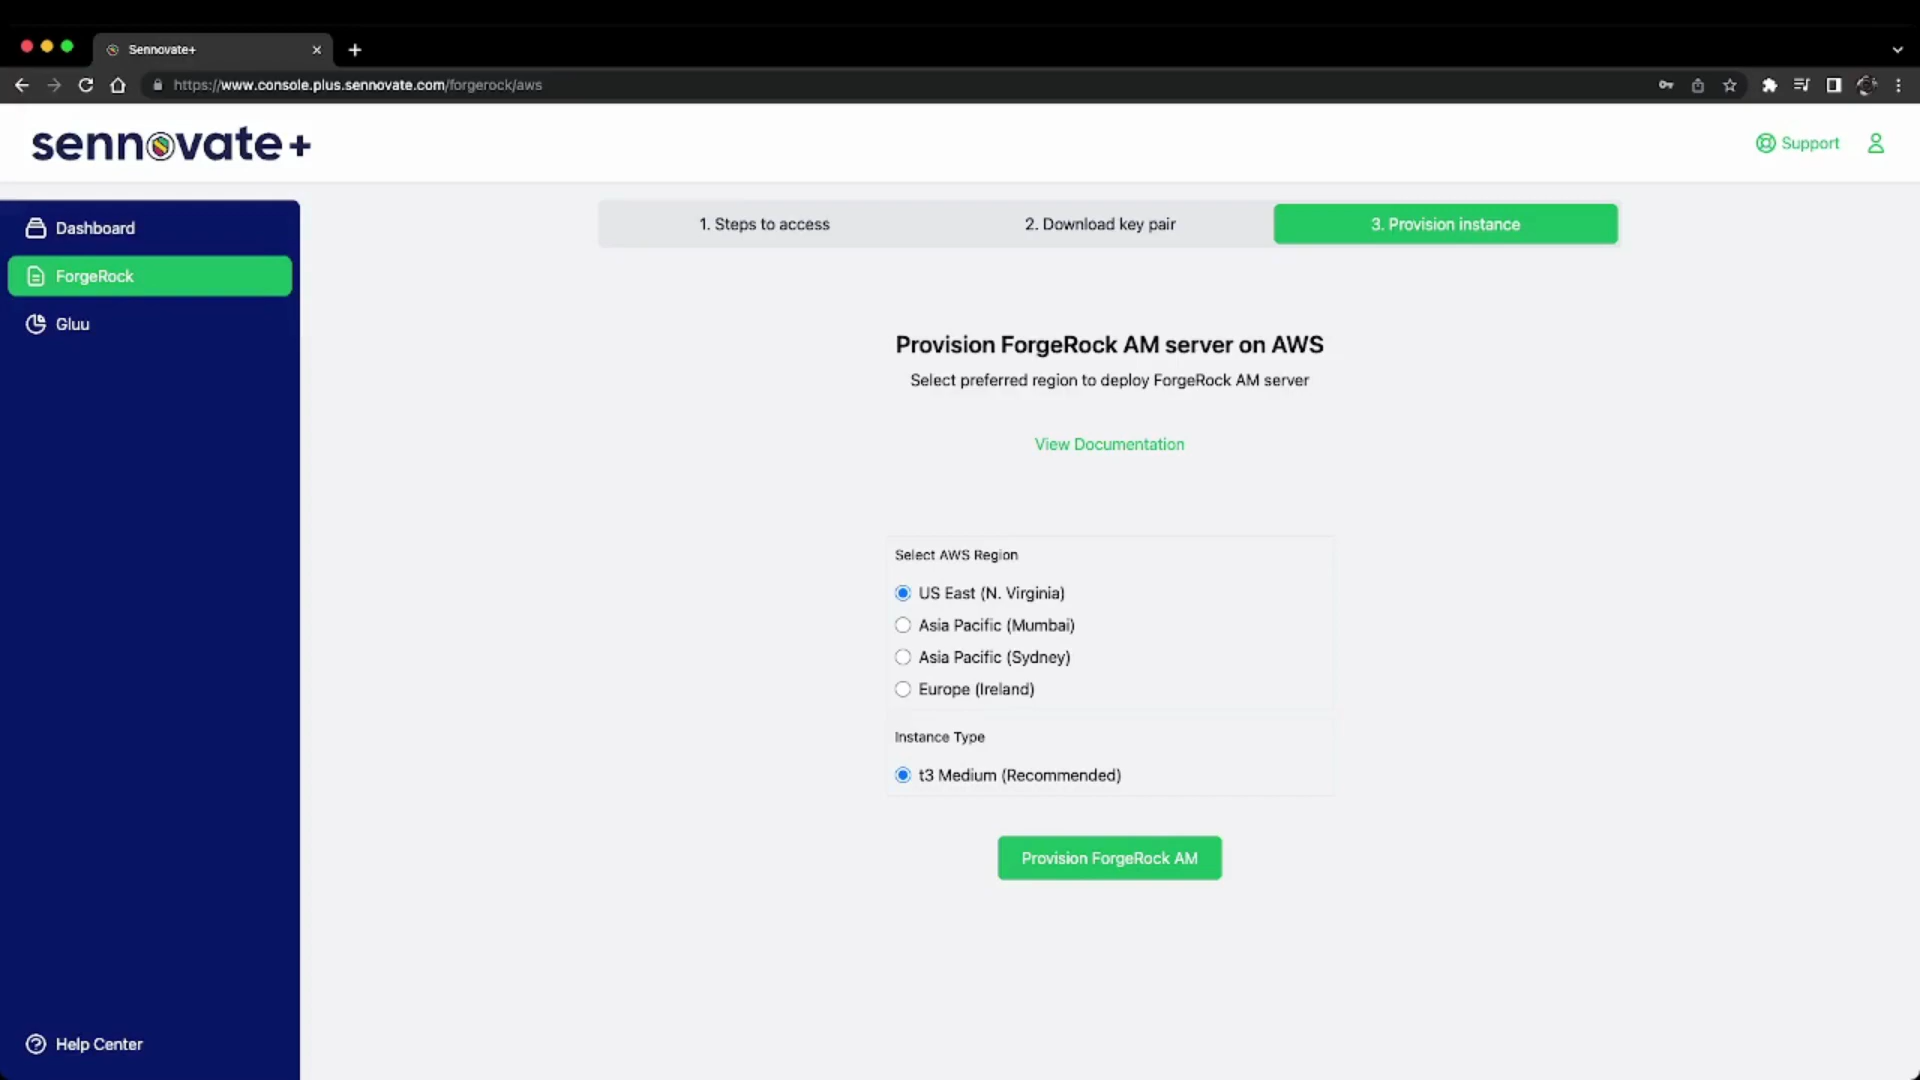 Sennovate+
https://www.console.plus.sennovate.com/forgerock/aws
sennovate+
Support
Dashboard
ForgeRock
Gluu
Help Center
1. Steps to access
2. Download key pair
3. Provision instance
Provision ForgeRock AM server on AWS
Select preferred region to deploy ForgeRock AM server
View Documentation
Select AWS Region
US East (N. Virginia)
Asia Pacific (Mumbai)
Asia Pacific (Sydney)
Europe (Ireland)
Instance Type
t3 Medium (Recommended)
Provision ForgeRock AM